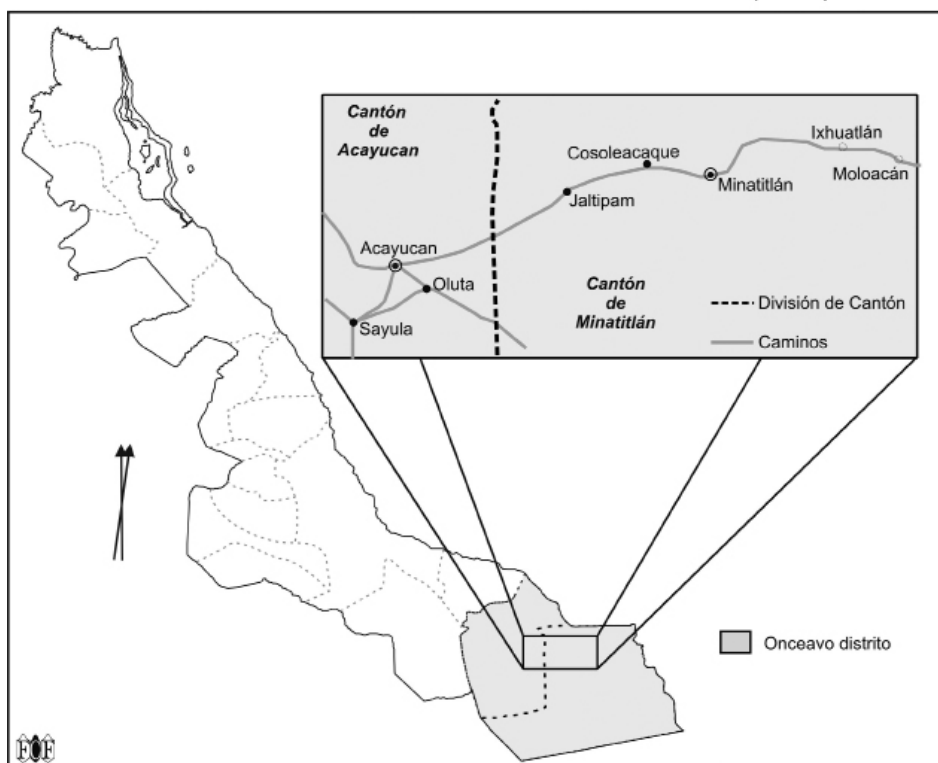 Cantón
de
Acayucan
Ixhuatlán
Cosoleacaque
Moloacán
Minatitlán
Jaltipam
Acayucan
Oluta
Sayula
Cantón
de
Minatitlán
División de Cantón
Caminos
Onceavo distrito